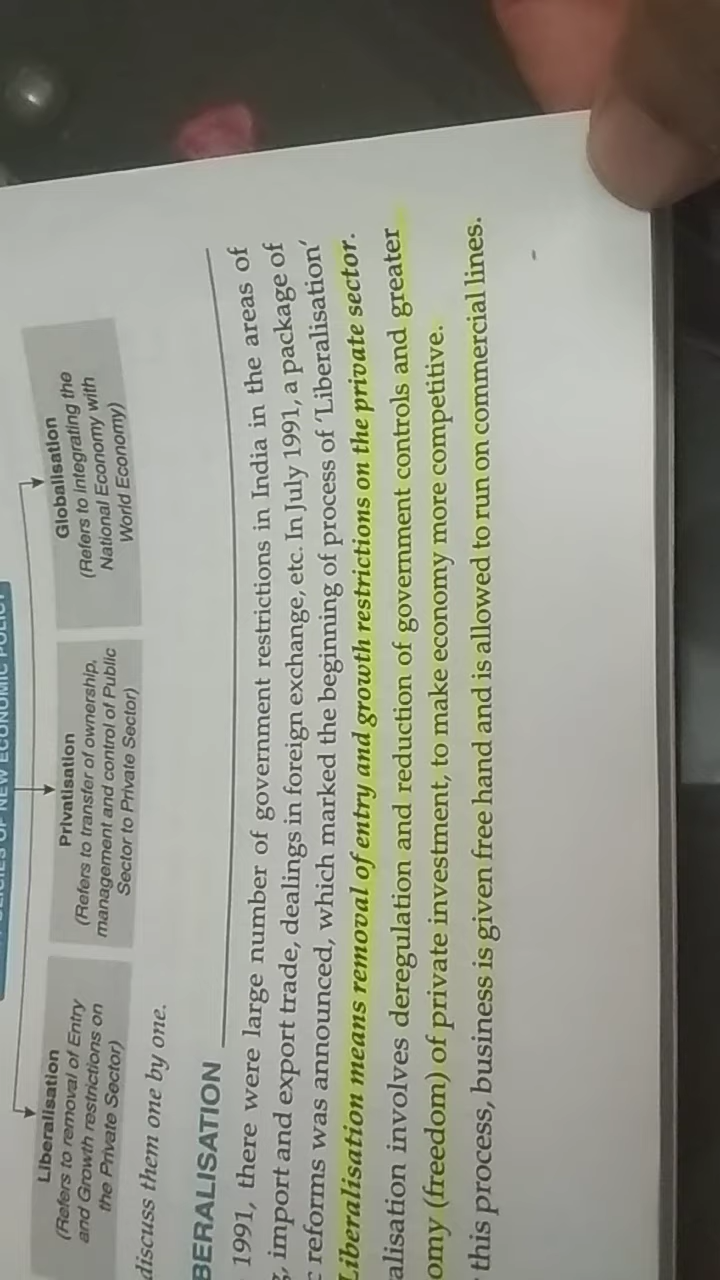 OF NEW ECONOMIC POLICY
Liberalisation
(Refers to removal of Entry
and Growth restrictions on
the Private Sector)
Privatisation
(Refers to transfer of ownership,
management and control of Public
Sector to Private Sector)
Globalisation
(Refers to integrating the
National Economy with
World Economy)
discuss them one by one.
BERALISATION
1991, there were large number of government restrictions in India in the areas of
, import and export trade, dealings in foreign exchange, etc. In July 1991, a package of
reforms was announced, which marked the beginning of process of 'Liberalisation'
Liberalisation means removal of entry and growth restrictions on the private sector.
alisation involves deregulation and reduction of government controls and greater
omy (freedom) of private investment, to make economy more competitive.
this process, business is given free hand and is allowed to run on commercial lines.